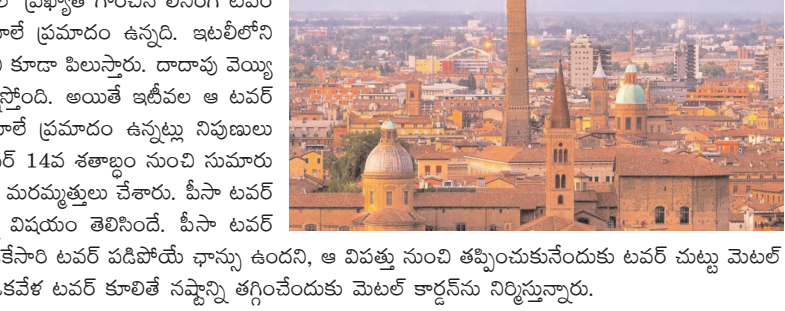 ప్రఖ్యాత గాంచిన లీనింగ్ టవర్
ప్రమాదం ఉన్నది. ఇటలీలోని
కూడా పిలుస్తారు. దాదాపు వెయ్యి
అయితే ఇటీవల ఆ టవర్
ప్రమాదం ఉన్నట్లు నిపుణులు
14వ శతాబ్దం నుంచి సుమారు
మరమ్మత్తులు చేశారు. పీసా టవర్
విషయం తెలిసిందే. పీసా టవర్
టవర్ పడిపోయే ఛాన్సు ఉందని, ఆ విపత్తు నుంచి తప్పించుకునేందుకు టవర్ చుట్టు మెటల్
టవర్ కూలితే నష్టాన్ని తగ్గించేందుకు మెటల్ కార్డన్‌ను నిర్మిస్తున్నారు.